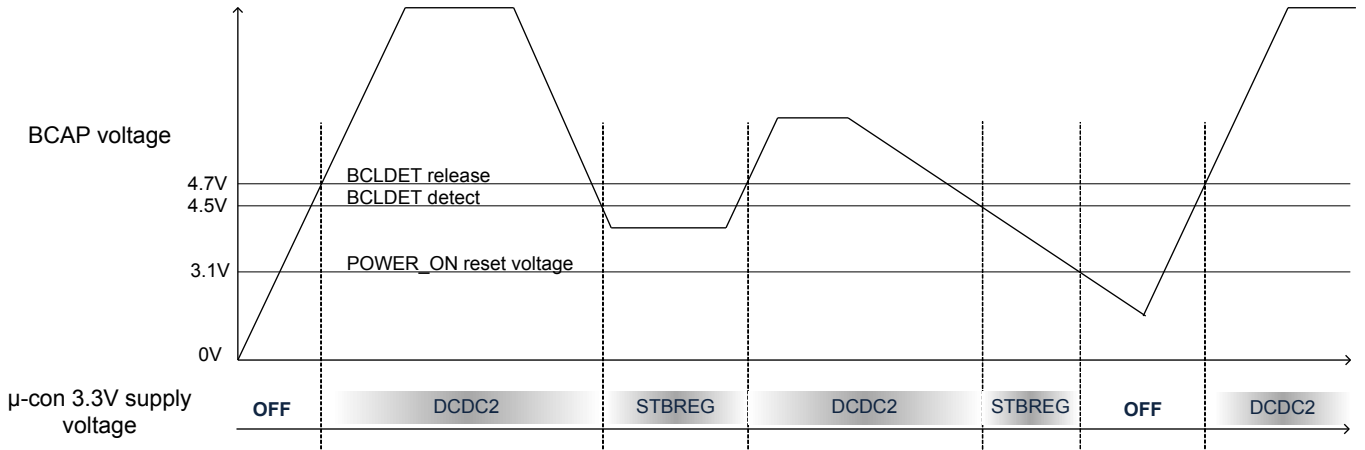 BCAP voltage
4.7V
BCLDET release
4.5V
BCLDET detect
3.1V
POWER_ON reset voltage
0V
μ-con 3.3V supply
voltage
OFF
DCDC2
STBREG
DCDC2
STBREG
OFF
DCDC2